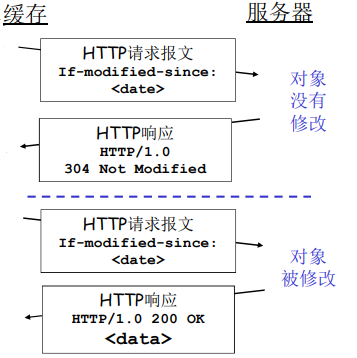 缓存
服务器
HTTP请求报文
If-modified-since:
<date>
对象
没有
修改
HTTP响应
HTTP/1.0
304 Not Modified
HTTP请求报文
If-modified-since:
<date>
对象
被修改
HTTP响应
HTTP/1.0 200 OK
<data>